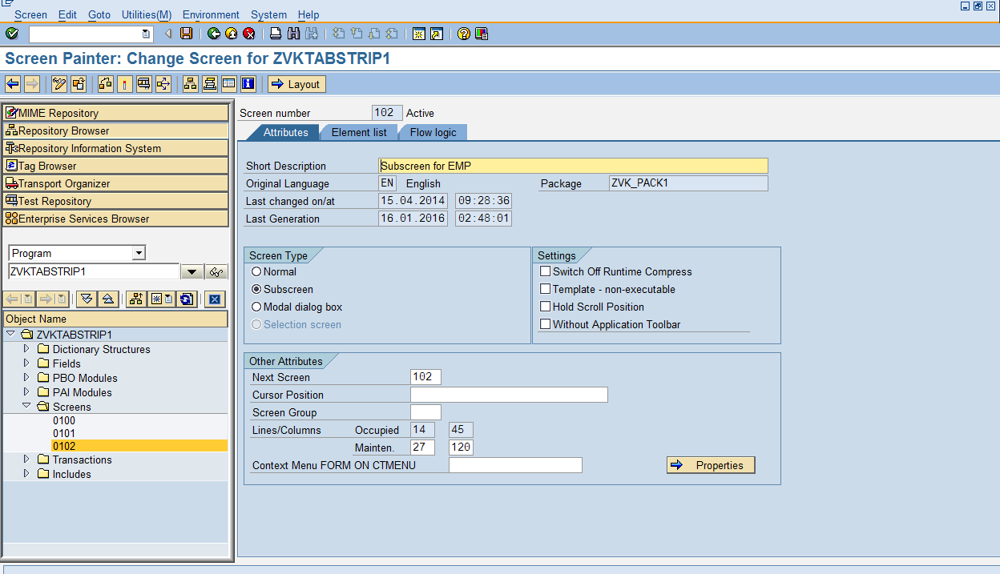 Screen Edit Goto Utilities(M) Environment System Help
Screen Painter: Change Screen for ZVKTABSTRIP1
Layout
MIME Repository
Repository Browser
Repository Information System
Tag Browser
Transport Organizer
Test Repository
Enterprise Services Browser
Program
ZVKTABSTRIP1
Object Name
ZVKTABSTRIP1
Dictionary Structures
Fields
PBO Modules
PAI Modules
Screens
0100
0101
0102
Transactions
Includes
Screen number 102 Active
Attributes Element list Flow logic
Short Description Subscreen for EMP
Original Language EN English Package ZVK_PACK1
Last changed on/at 15.04.2014 09:28:36
Last Generation 16.01.2016 02:48:01
Screen Type
Normal
Subscreen
Modal dialog box
Selection screen
Settings
Switch Off Runtime Compress
Template - non-executable
Hold Scroll Position
Without Application Toolbar
Other Attributes
Next Screen 102
Cursor Position
Screen Group
Lines/Columns Occupied 14 45
Mainten. 27 120
Context Menu FORM ON CTMENU
Properties